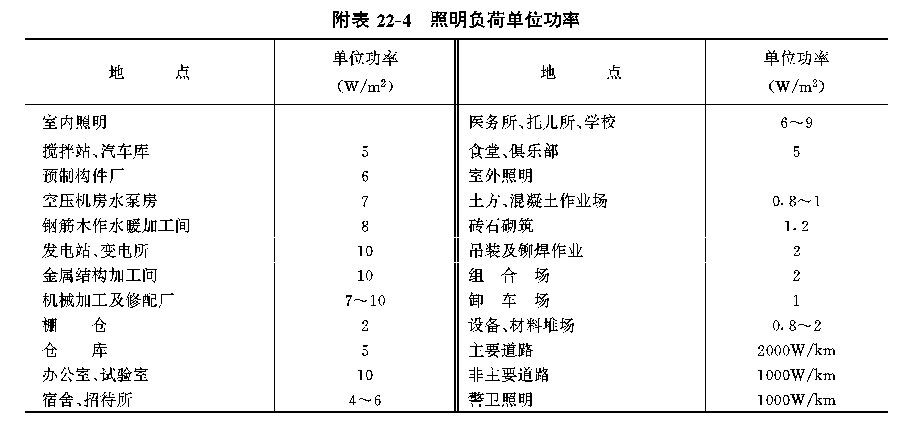 附表 22-4 照明负荷单位功率
地 点 单位功率 (W/m²) 地 点 单位功率 (W/m²)
室内照明 医务所、托儿所、学校 6～9
搅拌站、汽车库 5 食堂、俱乐部 5
预制构件厂 6 室外照明
空压机房水泵房 7 土方、混凝土作业场 0.8～1
钢筋木作水暖加工间 8 砖石砌筑 1.2
发电站、变电所 10 吊装及铆焊作业 2
金属结构加工间 10 组 合 场 2
机械加工及修配厂 7～10 卸 车 场 1
棚 仓 2 设备、材料堆场 0.8～2
仓 库 5 主要道路 2000W/km
办公室、试验室 10 非主要道路 1000W/km
宿舍、招待所 4～6 警卫照明 1000W/km